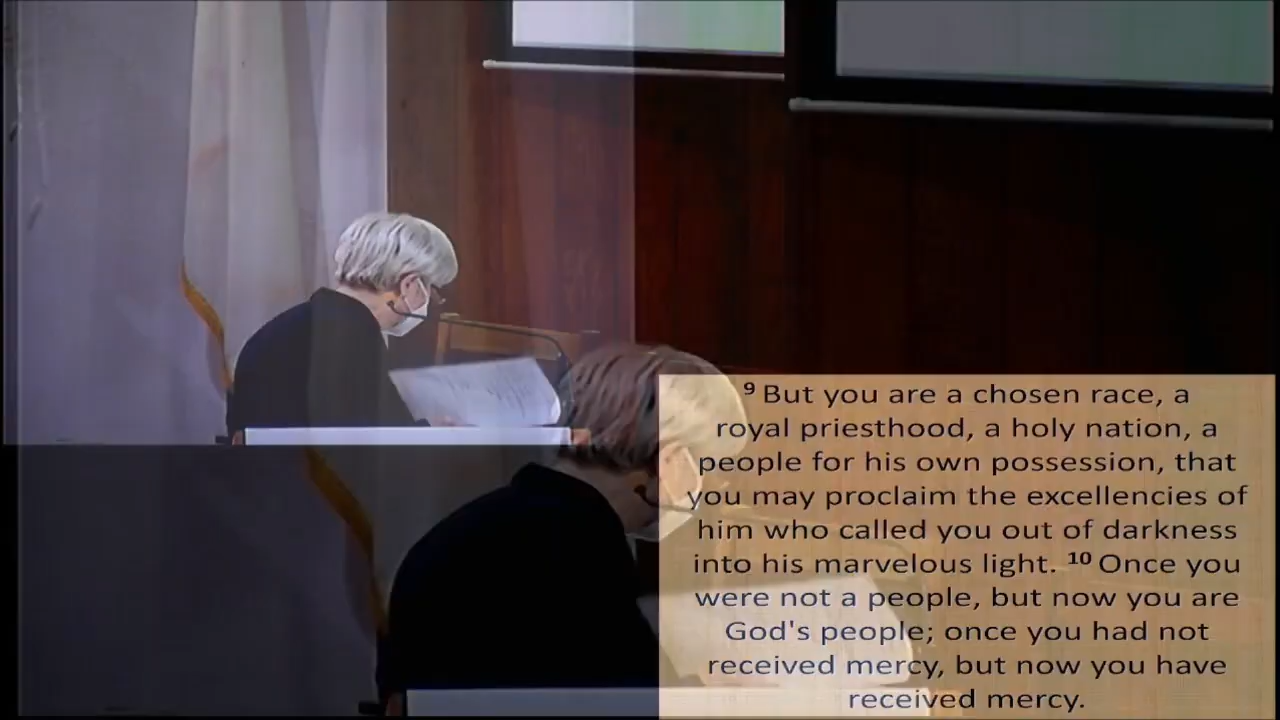 ⁹ But you are a chosen race, a
royal priesthood, a holy nation, a
people for his own possession, that
you may proclaim the excellencies of
him who called you out of darkness
into his marvelous light. ¹⁰ Once you
were not a people, but now you are
God's people; once you had not
received mercy, but now you have
received mercy.